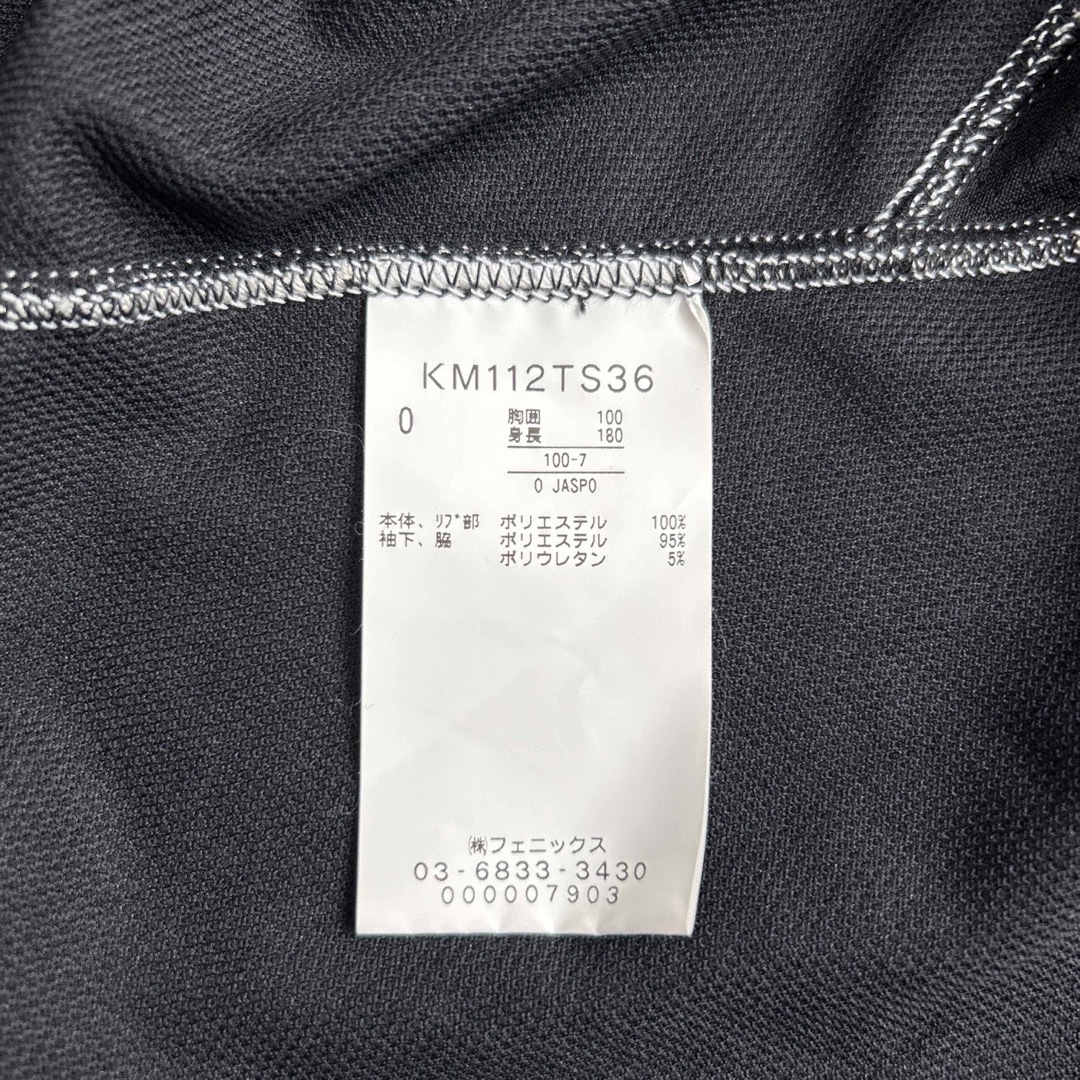 KM112TS36
O 胸囲 100
身長 180
100-7
O JASPO
本体、ﾘﾌﾞ部 ポリエステル 100%
袖下、脇 ポリエステル 95%
ポリウレタン 5%
㈱フェニックス
03-6833-3430
000007903